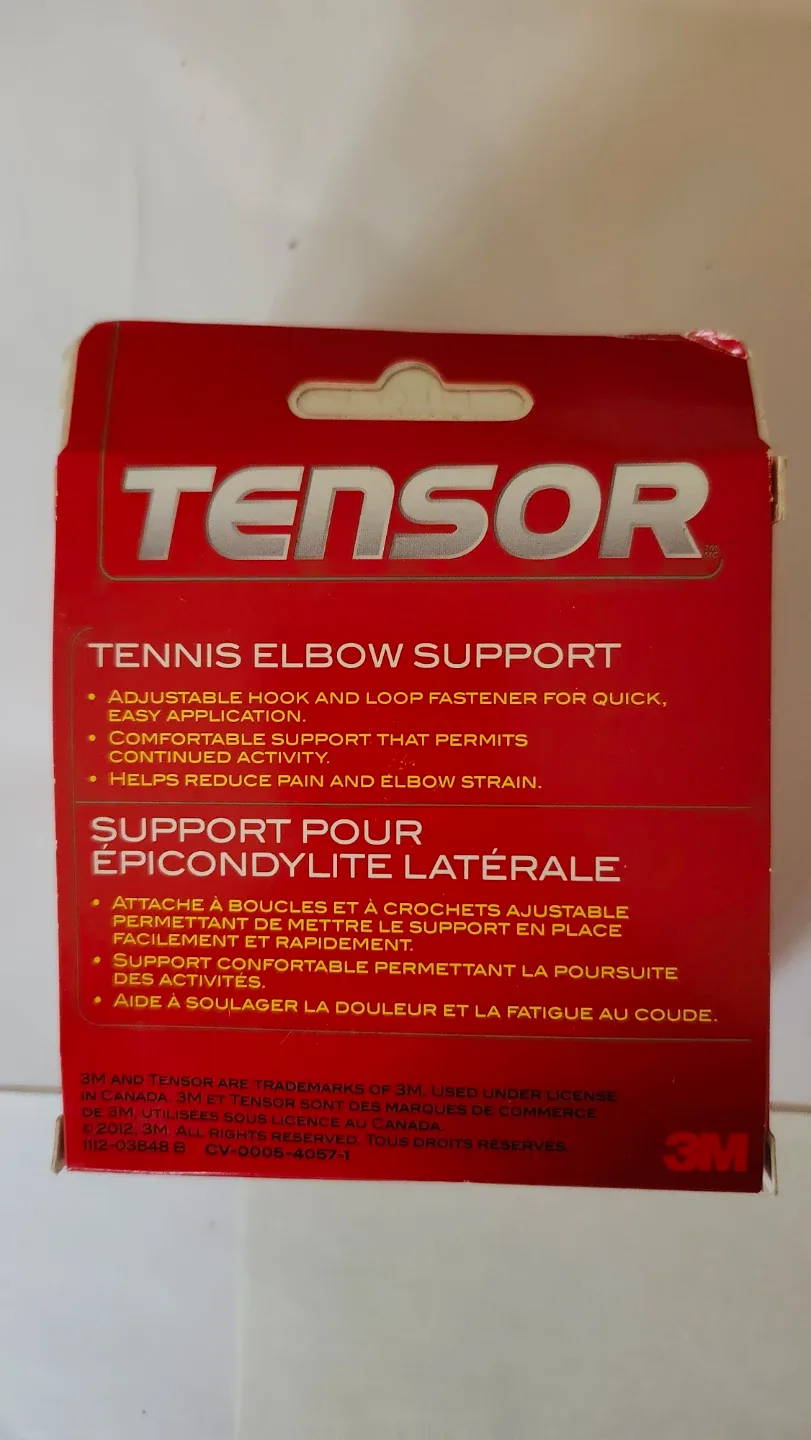 TENSOR
TM
MC
TENNIS ELBOW SUPPORT
• ADJUSTABLE HOOK AND LOOP FASTENER FOR QUICK,
EASY APPLICATION.
• COMFORTABLE SUPPORT THAT PERMITS
CONTINUED ACTIVITY.
• HELPS REDUCE PAIN AND ELBOW STRAIN.
SUPPORT POUR
ÉPICONDYLITE LATÉRALE
• ATTACHE À BOUCLES ET À CROCHETS AJUSTABLE
PERMETTANT DE METTRE LE SUPPORT EN PLACE
FACILEMENT ET RAPIDEMENT.
• SUPPORT CONFORTABLE PERMETTANT LA POURSUITE
DES ACTIVITÉS.
• AIDE À SOULAGER LA DOULEUR ET LA FATIGUE AU COUDE.
3M AND TENSOR ARE TRADEMARKS OF 3M. USED UNDER LICENSE
IN CANADA. 3M ET TENSOR SONT DES MARQUES DE COMMERCE
DE 3M, UTILISÉES SOUS LICENCE AU CANADA.
© 2012, 3M. ALL RIGHTS RESERVED. TOUS DROITS RÉSERVÉS.
1112-03848 B CV-0005-4057-1
3M